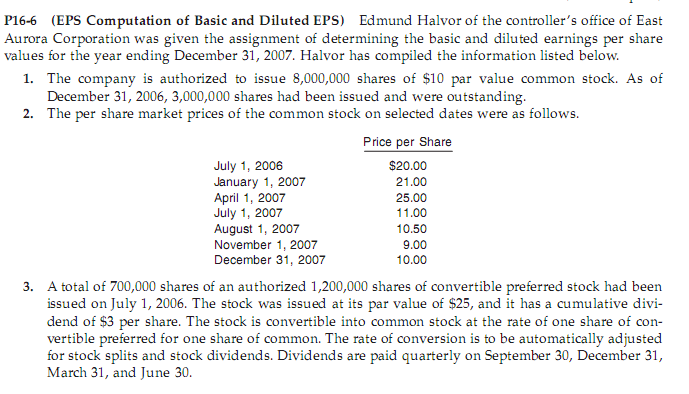 P16-6 (EPS Computation of Basic and Diluted EPS) Edmund Halvor of the controller's office of East
Aurora Corporation was given the assignment of determining the basic and diluted earnings per share
values for the year ending December 31, 2007. Halvor has compiled the information listed below.
1. The company is authorized to issue 8,000,000 shares of $10 par value common stock. As of
December 31, 2006, 3,000,000 shares had been issued and were outstanding.
2. The per share market prices of the common stock on selected dates were as follows.
Price per Share
July 1, 2006 $20.00
January 1, 2007 21.00
April 1, 2007 25.00
July 1, 2007 11.00
August 1, 2007 10.50
November 1, 2007 9.00
December 31, 2007 10.00
3. A total of 700,000 shares of an authorized 1,200,000 shares of convertible preferred stock had been
issued on July 1, 2006. The stock was issued at its par value of $25, and it has a cumulative divi-
dend of $3 per share. The stock is convertible into common stock at the rate of one share of con-
vertible preferred for one share of common. The rate of conversion is to be automatically adjusted
for stock splits and stock dividends. Dividends are paid quarterly on September 30, December 31,
March 31, and June 30.